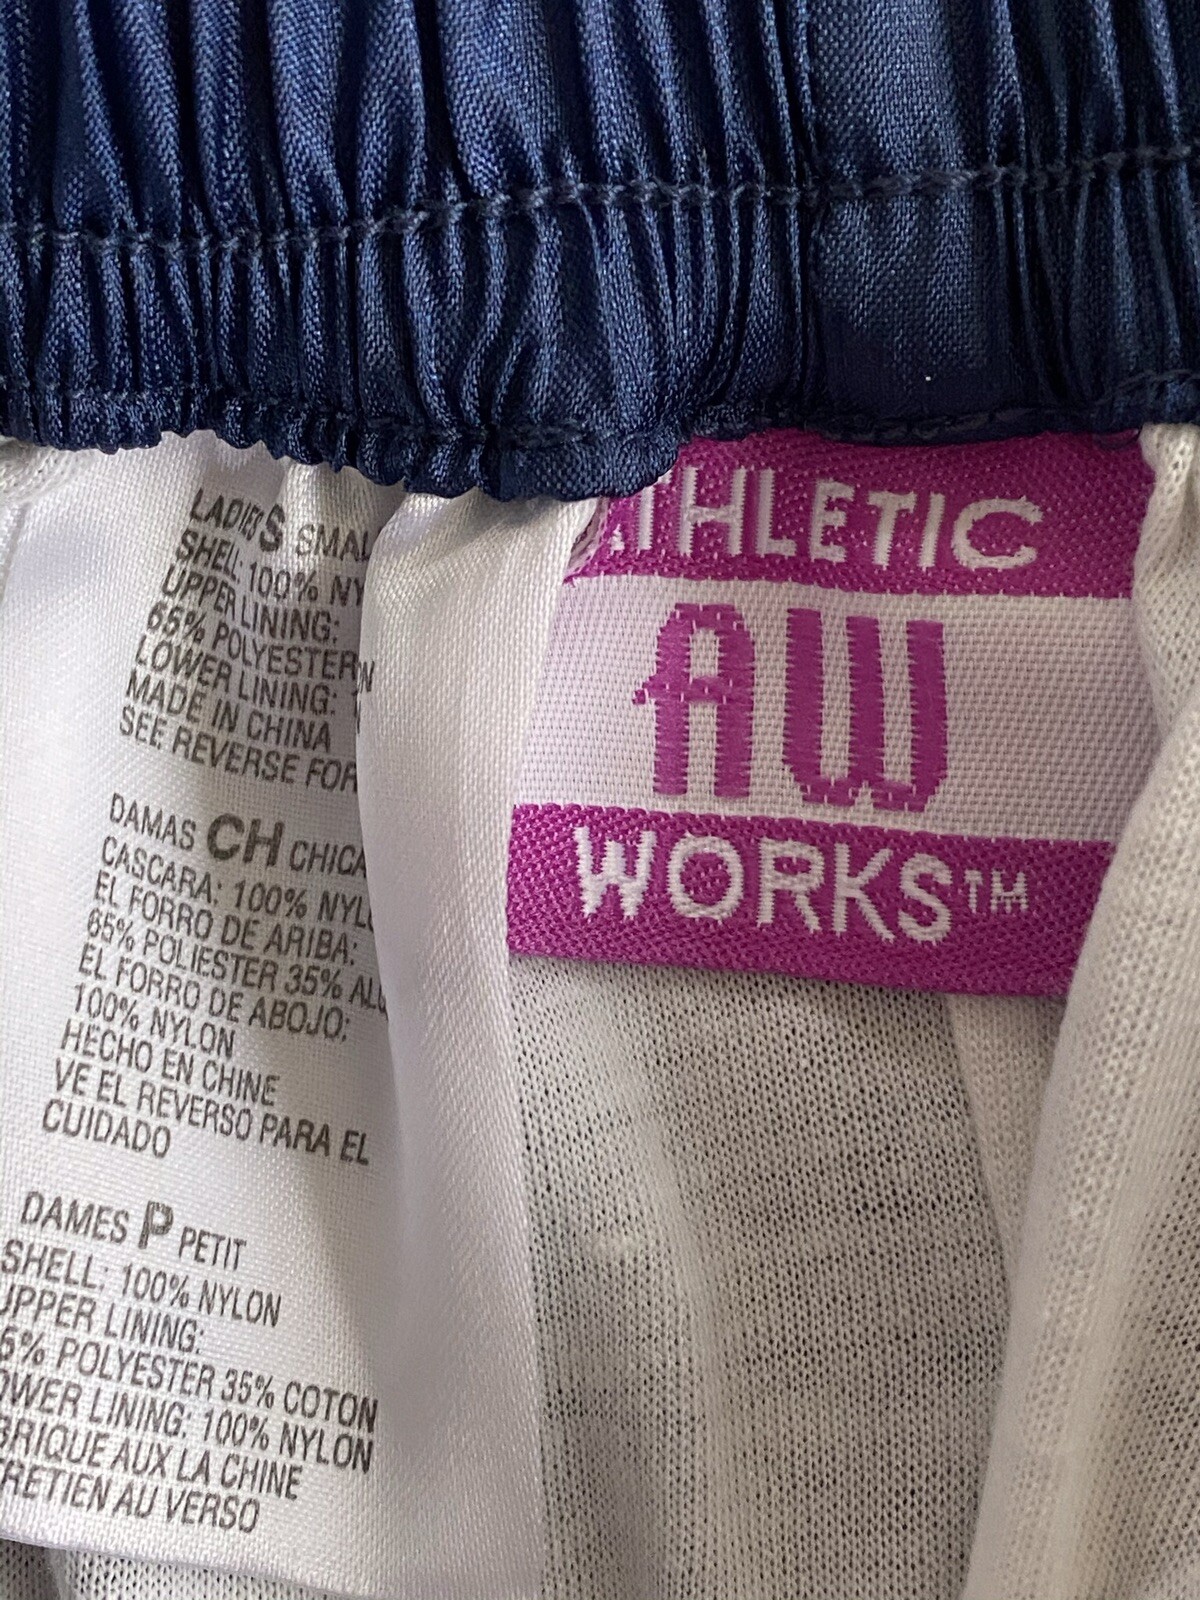 LADIES S SMAL
SHELL: 100% NY
UPPER LINING:
65% POLYESTER
LOWER LINING:
MADE IN CHINA
SEE REVERSE FOR
DAMAS CH CHICA
CASCARA: 100% NYL
EL FORRO DE ARIBA:
65% POLIESTER 35% AL
EL FORRO DE ABOJO:
100% NYLON
HECHO EN CHINE
VE EL REVERSO PARA EL
CUIDADO
DAMES P PETIT
SHELL: 100% NYLON
UPPER LINING:
5% POLYESTER 35% COTON
OWER LINING: 100% NYLON
BRIQUE AUX LA CHINE
RETIEN AU VERSO
ATHLETIC
AW
WORKS™